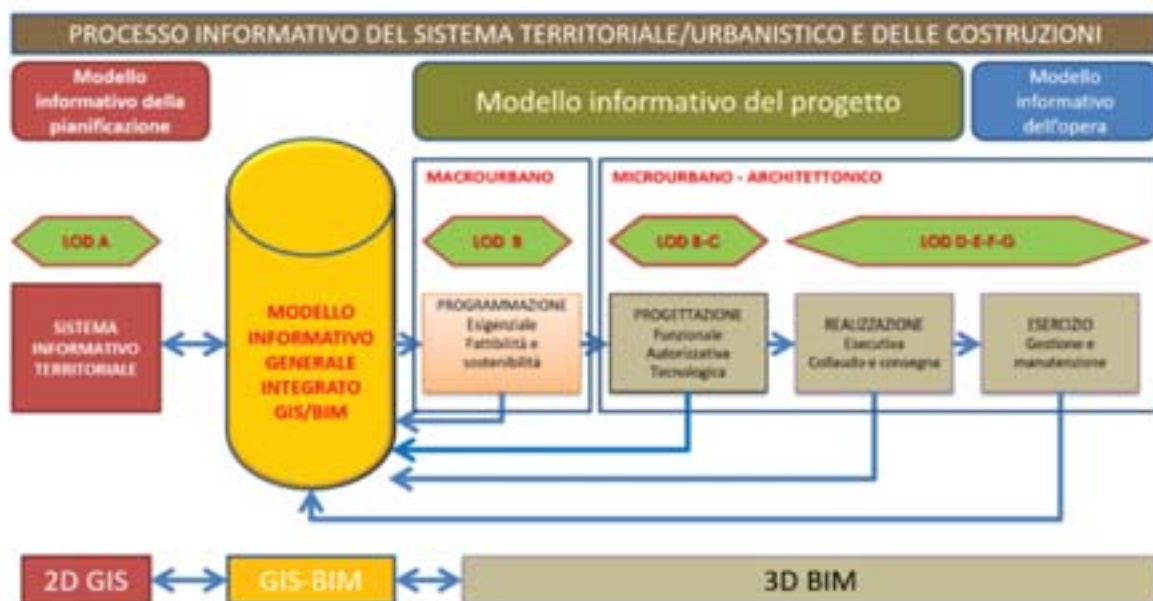 PROCESSO INFORMATIVO DEL SISTEMA TERRITORIALE/URBANISTICO E DELLE COSTRUZIONI
Modello
informativo della
pianificazione
Modello informativo del progetto
Modello
informativo
dell'opera
MACROURBANO
MICROURBANO - ARCHITETTONICO
LOD A
LOD B
LOD B-C
LOD D-E-F-G
SISTEMA
INFORMATIVO
TERRITORIALE
MODELLO
INFORMATIVO
GENERALE
INTEGRATO
GIS/BIM
PROGRAMMAZIONE
Esigenziale
Fattibilità e
sostenibilità
PROGETTAZIONE
Funzionale
Autorizzativa
Tecnologica
REALIZZAZIONE
Esecutiva
Collaudo e consegna
ESERCIZIO
Gestione e
manutenzione
2D GIS
GIS-BIM
3D BIM